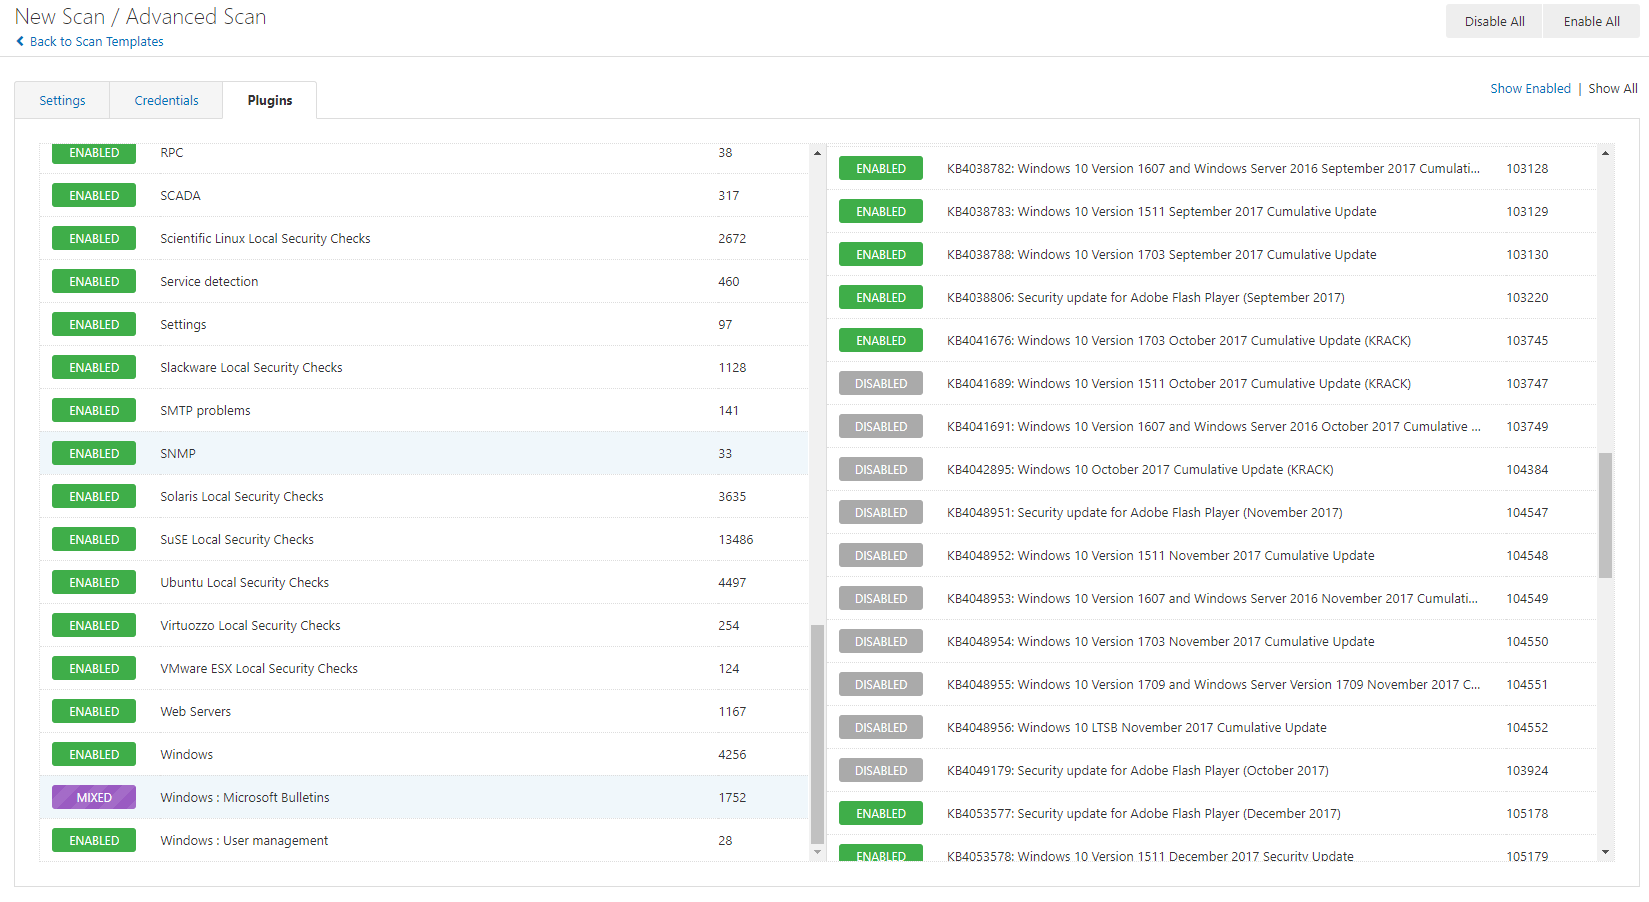 New Scan / Advanced Scan
Back to Scan Templates
Disable All
Enable All
Settings
Credentials
Plugins
Show Enabled | Show All
ENABLED RPC 38
ENABLED SCADA 317
ENABLED Scientific Linux Local Security Checks 2672
ENABLED Service detection 460
ENABLED Settings 97
ENABLED Slackware Local Security Checks 1128
ENABLED SMTP problems 141
ENABLED SNMP 33
ENABLED Solaris Local Security Checks 3635
ENABLED SuSE Local Security Checks 13486
ENABLED Ubuntu Local Security Checks 4497
ENABLED Virtuozzo Local Security Checks 254
ENABLED VMware ESX Local Security Checks 124
ENABLED Web Servers 1167
ENABLED Windows 4256
MIXED Windows : Microsoft Bulletins 1752
ENABLED Windows : User management 28
ENABLED KB4038782: Windows 10 Version 1607 and Windows Server 2016 September 2017 Cumulati... 103128
ENABLED KB4038783: Windows 10 Version 1511 September 2017 Cumulative Update 103129
ENABLED KB4038788: Windows 10 Version 1703 September 2017 Cumulative Update 103130
ENABLED KB4038806: Security update for Adobe Flash Player (September 2017) 103220
ENABLED KB4041676: Windows 10 Version 1703 October 2017 Cumulative Update (KRACK) 103745
DISABLED KB4041689: Windows 10 Version 1511 October 2017 Cumulative Update (KRACK) 103747
DISABLED KB4041691: Windows 10 Version 1607 and Windows Server 2016 October 2017 Cumulative ... 103749
DISABLED KB4042895: Windows 10 October 2017 Cumulative Update (KRACK) 104384
DISABLED KB4048951: Security update for Adobe Flash Player (November 2017) 104547
DISABLED KB4048952: Windows 10 Version 1511 November 2017 Cumulative Update 104548
DISABLED KB4048953: Windows 10 Version 1607 and Windows Server 2016 November 2017 Cumulati... 104549
DISABLED KB4048954: Windows 10 Version 1703 November 2017 Cumulative Update 104550
DISABLED KB4048955: Windows 10 Version 1709 and Windows Server Version 1709 November 2017 C... 104551
DISABLED KB4048956: Windows 10 LTSB November 2017 Cumulative Update 104552
DISABLED KB4049179: Security update for Adobe Flash Player (October 2017) 103924
ENABLED KB4053577: Security update for Adobe Flash Player (December 2017) 105178
ENABLED KB4053578: Windows 10 Version 1511 December 2017 Security Update 105179